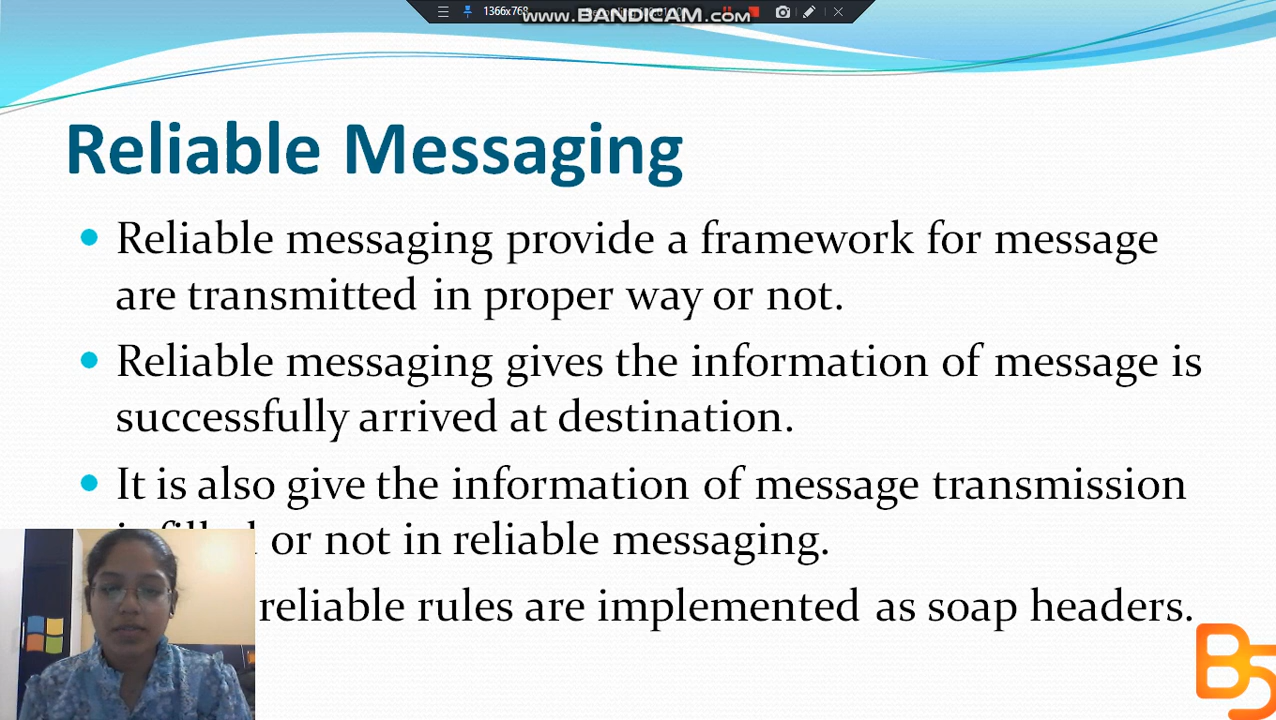 1366x768
www.BANDICAM.com
Reliable Messaging
Reliable messaging provide a framework for message
are transmitted in proper way or not.
Reliable messaging gives the information of message is
successfully arrived at destination.
It is also give the information of message transmission
or not in reliable messaging.
reliable rules are implemented as soap headers.
B5